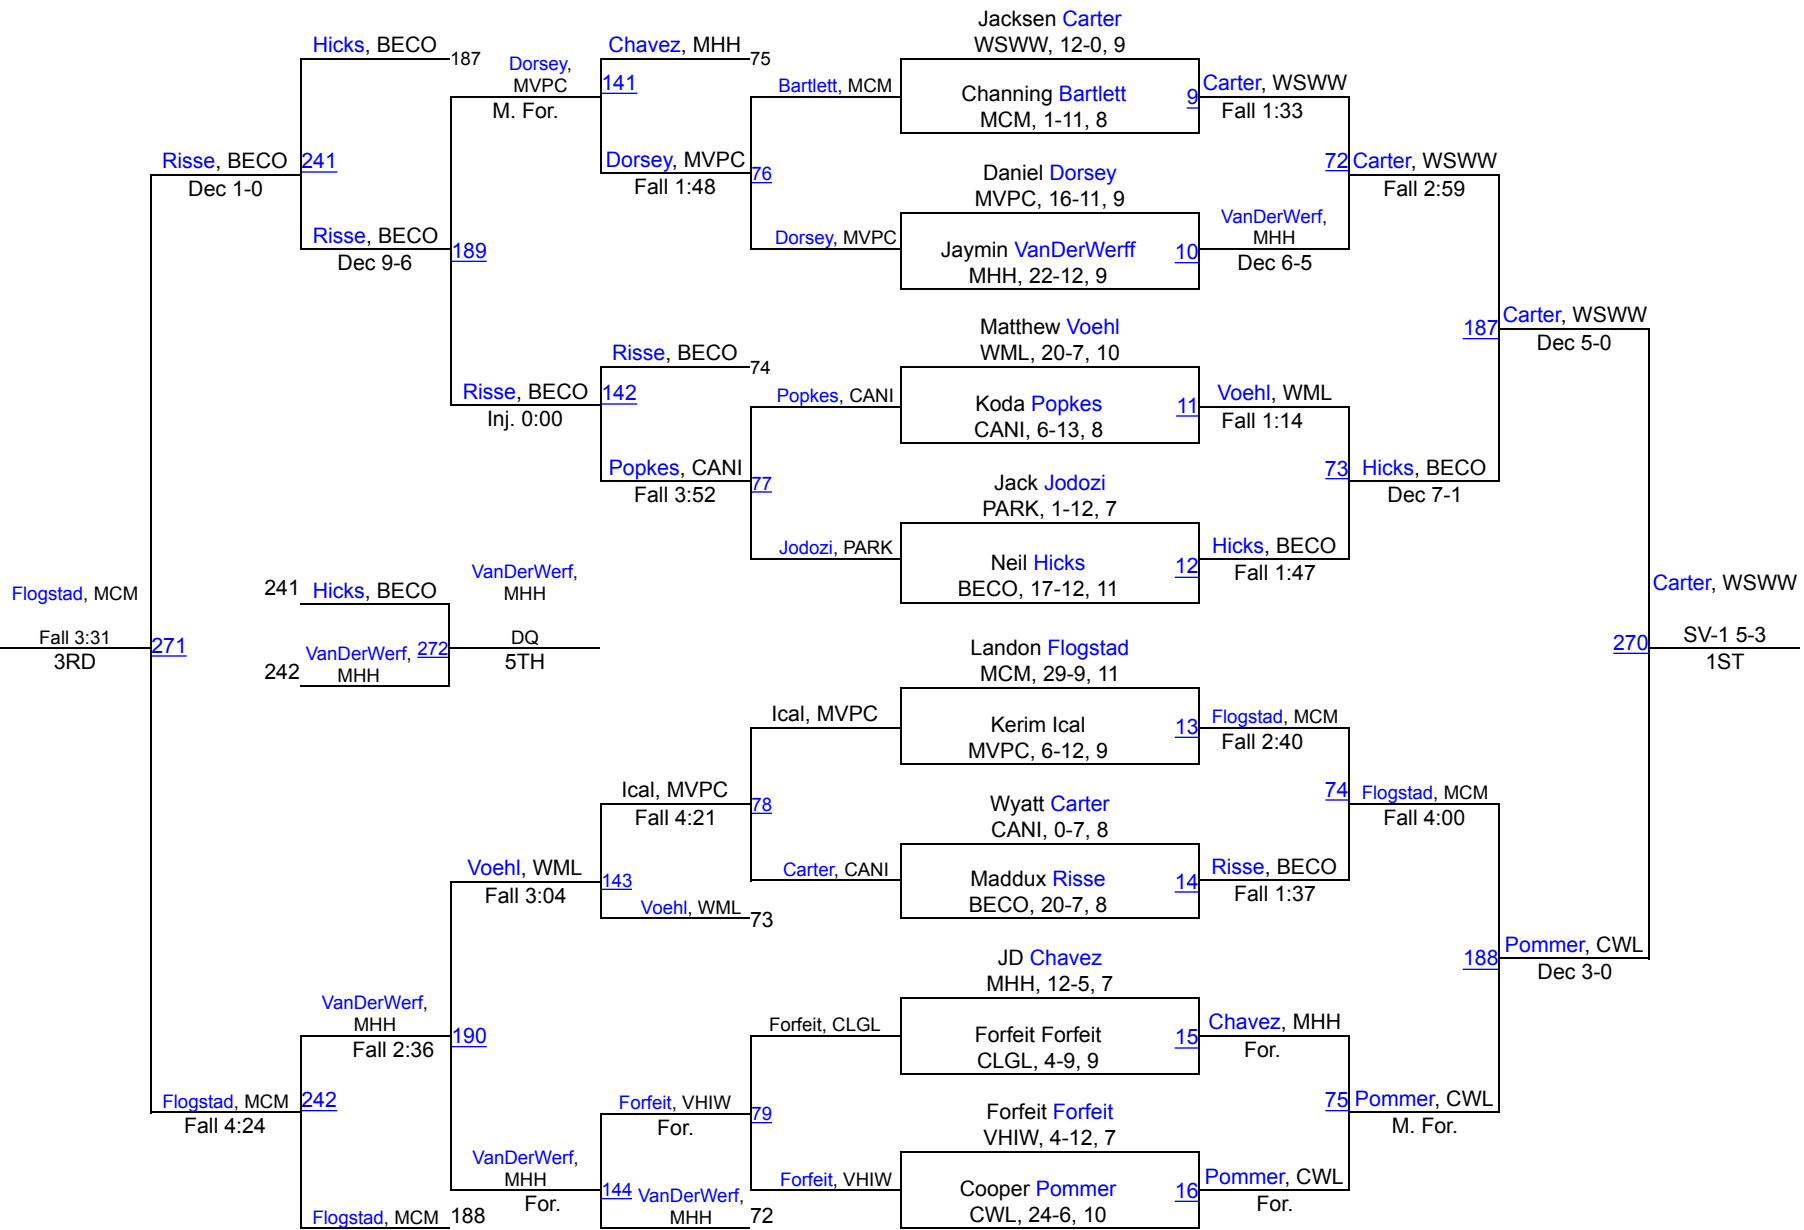 Jacksen Carter
WSWW, 12-0, 9
Channing Bartlett
MCM, 1-11, 8
9
Daniel Dorsey
MVPC, 16-11, 9
Jaymin VanDerWerff
MHH, 22-12, 9
10
Matthew Voehl
WML, 20-7, 10
Koda Popkes
CANI, 6-13, 8
11
Jack Jodozi
PARK, 1-12, 7
Neil Hicks
BECO, 17-12, 11
12
Landon Flogstad
MCM, 29-9, 11
Kerim Ical
MVPC, 6-12, 9
13
Wyatt Carter
CANI, 0-7, 8
Maddux Risse
BECO, 20-7, 8
14
JD Chavez
MHH, 12-5, 7
Forfeit Forfeit
CLGL, 4-9, 9
15
Forfeit Forfeit
VHIW, 4-12, 7
Cooper Pommer
CWL, 24-6, 10
16
Carter, WSWW
Fall 1:33
VanDerWerf,
MHH
Dec 6-5
Voehl, WML
Fall 1:14
Hicks, BECO
Fall 1:47
Flogstad, MCM
Fall 2:40
Risse, BECO
Fall 1:37
Chavez, MHH
For.
Pommer, CWL
For.
72
Carter, WSWW
Fall 2:59
73
Hicks, BECO
Dec 7-1
74
Flogstad, MCM
Fall 4:00
75
Pommer, CWL
M. For.
187
Carter, WSWW
Dec 5-0
188
Pommer, CWL
Dec 3-0
270
Carter, WSWW
SV-1 5-3
1ST
Bartlett, MCM
Dorsey, MVPC
Popkes, CANI
Jodozi, PARK
Ical, MVPC
Carter, CANI
Forfeit, CLGL
Forfeit, VHIW
Chavez, MHH
75
76
Dorsey, MVPC
Fall 1:48
Risse, BECO
74
77
Popkes, CANI
Fall 3:52
78
Ical, MVPC
Fall 4:21
Voehl, WML
73
79
Forfeit, VHIW
For.
VanDerWerf,
MHH
72
141
Dorsey,
MVPC
M. For.
142
Risse, BECO
Inj. 0:00
143
Voehl, WML
Fall 3:04
144
VanDerWerf,
MHH
For.
Hicks, BECO
187
189
Risse, BECO
Dec 9-6
190
VanDerWerf,
MHH
Fall 2:36
Flogstad, MCM
188
241
Risse, BECO
Dec 1-0
242
Flogstad, MCM
Fall 4:24
271
Flogstad, MCM
Fall 3:31
3RD
241
Hicks, BECO
242
VanDerWerf,
MHH
272
VanDerWerf,
MHH
DQ
5TH